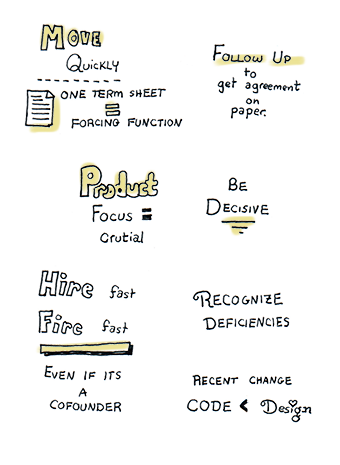 MOVE
QUICKLY
ONE TERM SHEET
=
FORCING FUNCTION
FOLLOW UP
to
get agreement
on
paper.
Product
FOCUS =
Crutial
BE
DECISIVE
Hire fast
Fire fast
EVEN IF ITS
A
COFOUNDER
RECOGNIZE
DEFICIENCIES
RECENT CHANGE
CODE < Design